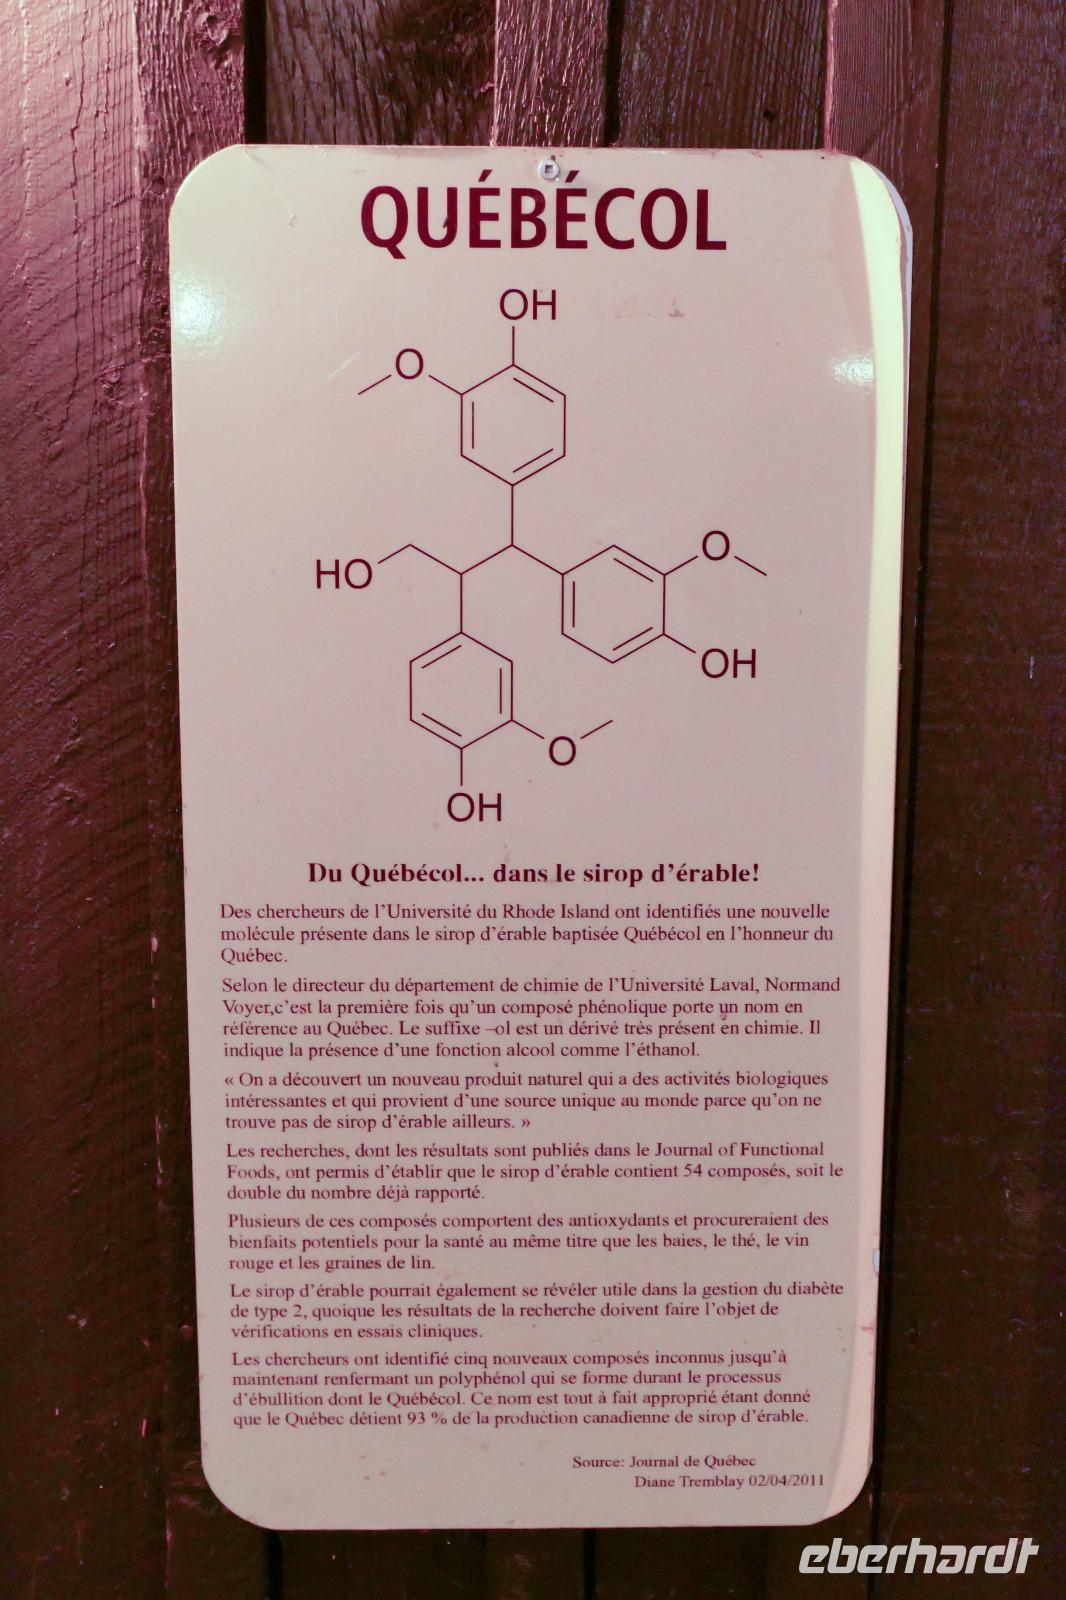 QUÉBÉCOL
OH
O
O
HO
OH
O
OH
Du Québécol... dans le sirop d'érable!
Des chercheurs de l'Université du Rhode Island ont identifiés une nouvelle
molécule présente dans le sirop d'érable baptisée Québécol en l'honneur du
Québec.
Selon le directeur du département de chimie de l'Université Laval, Normand
Voyer,c'est la première fois qu'un composé phénolique porte un nom en
référence au Québec. Le suffixe –ol est un dérivé très présent en chimie. Il
indique la présence d'une fonction alcool comme l'éthanol.
« On a découvert un nouveau produit naturel qui a des activités biologiques
intéressantes et qui provient d'une source unique au monde parce qu'on ne
trouve pas de sirop d'érable ailleurs. »
Les recherches, dont les résultats sont publiés dans le Journal of Functional
Foods, ont permis d'établir que le sirop d'érable contient 54 composés, soit le
double du nombre déjà rapporté.
Plusieurs de ces composés comportent des antioxydants et procureraient des
bienfaits potentiels pour la santé au même titre que les baies, le thé, le vin
rouge et les graines de lin.
Le sirop d'érable pourrait également se révéler utile dans la gestion du diabète
de type 2, quoique les résultats de la recherche doivent faire l'objet de
vérifications en essais cliniques.
Les chercheurs ont identifié cinq nouveaux composés inconnus jusqu'à
maintenant renfermant un polyphénol qui se forme durant le processus
d'ébullition dont le Québécol. Ce nom est tout à fait approprié étant donné
que le Québec détient 93 % de la production canadienne de sirop d'érable.
Source: Journal de Québec
Diane Tremblay 02/04/2011
eberhardt